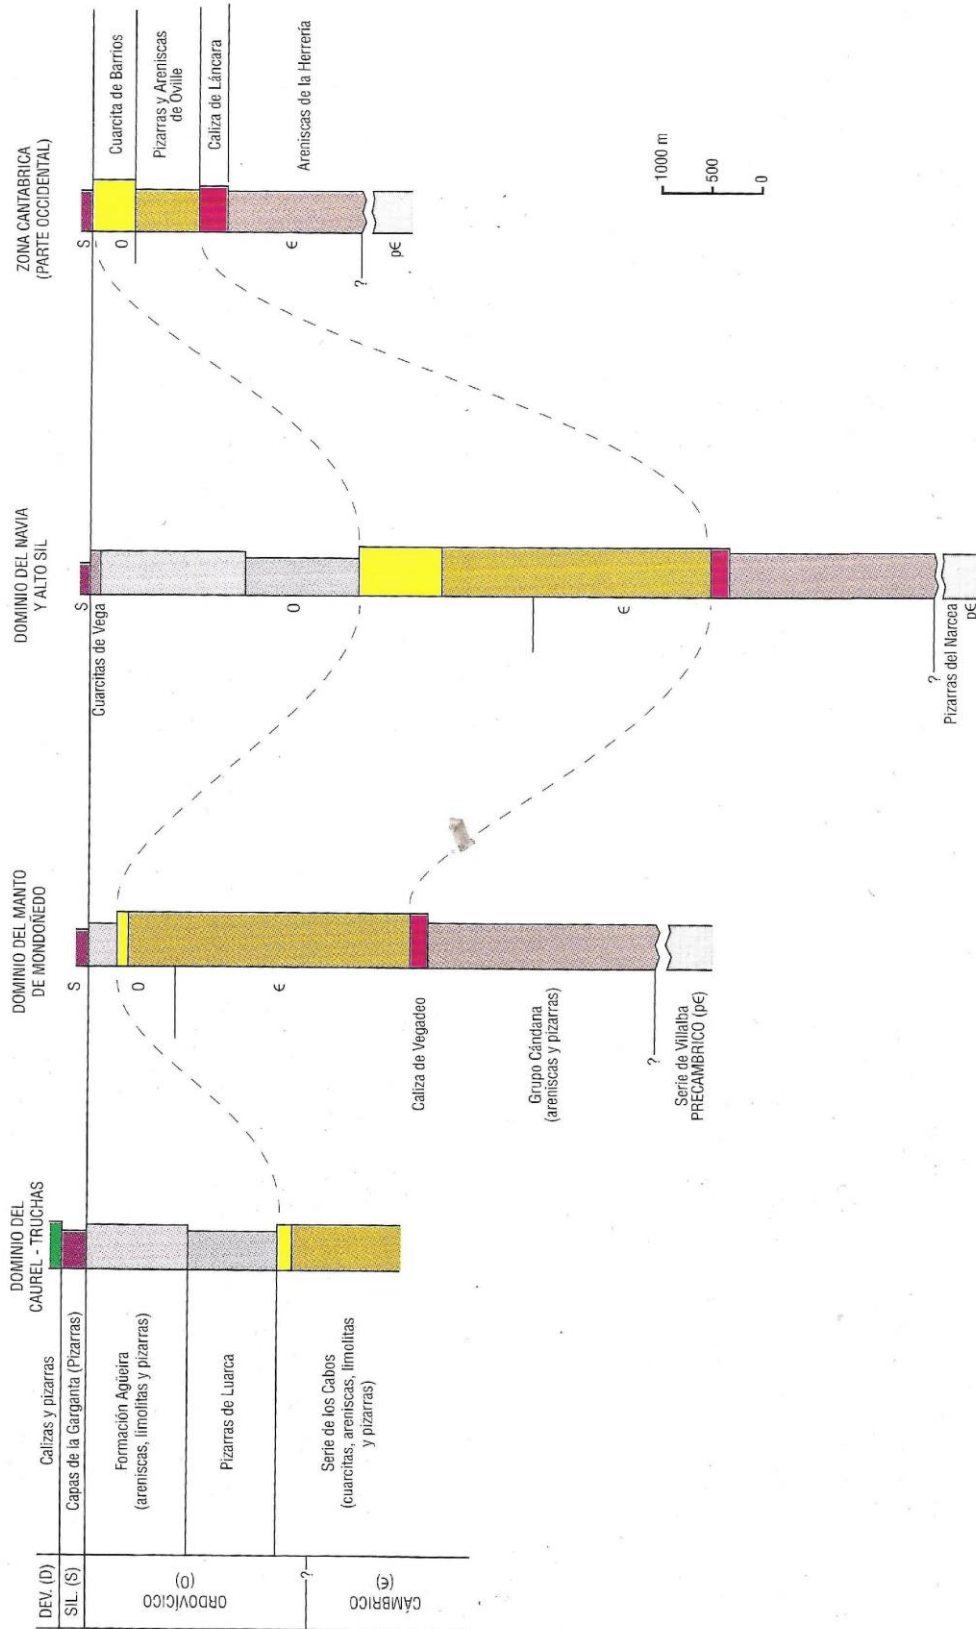 DEV. (D)
SIL. (S)
ORDOVÍCICO
(O)
?
CÁMBRICO
(Є)
Calizas y pizarras
Capas de la Garganta (Pizarras)
Formación Agüeira
(areniscas, limolitas y pizarras)
Pizarras de Luarca
Serie de los Cabos
(cuarcitas, areniscas, limolitas
y pizarras)
DOMINIO DEL
CAUREL - TRUCHAS
DOMINIO DEL MANTO
DE MONDOÑEDO
S
O
Є
Caliza de Vegadeo
Grupo Cándana
(areniscas y pizarras)
?
Serie de Villalba
PRECAMBRICO (pЄ)
DOMINIO DEL NAVIA
Y ALTO SIL
S
Cuarcitas de Vega
O
Є
?
Pizarras del Narcea
pЄ
ZONA CANTABRICA
(PARTE OCCIDENTAL)
S
O
Є
?
pЄ
Cuarcita de Barrios
Pizarras y Areniscas
de Oville
Caliza de Láncara
Areniscas de la Herrería
1000 m
500
0